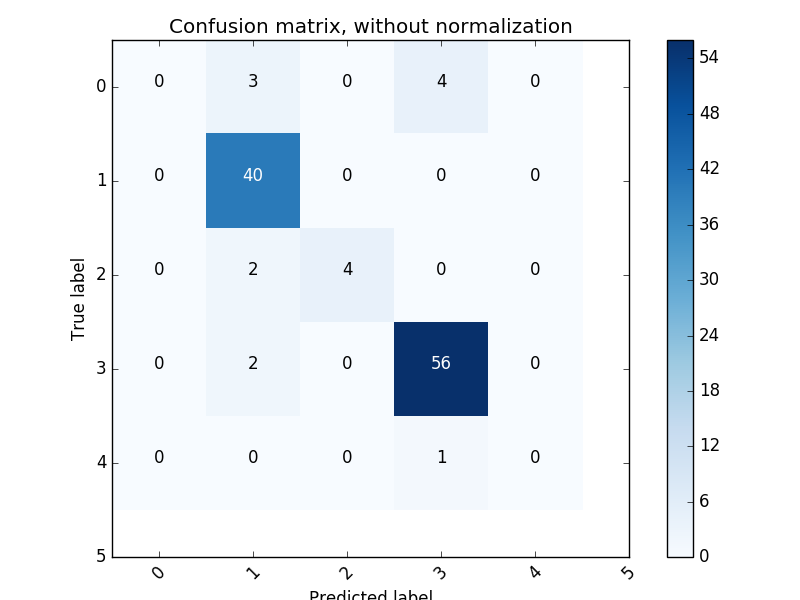 Confusion matrix, without normalization
0 0 3 0 4 0
1 0 40 0 0 0
2 0 2 4 0 0
3 0 2 0 56 0
4 0 0 0 1 0
5
0 1 2 3 4 5
True label
Predicted label
54
48
42
36
30
24
18
12
6
0